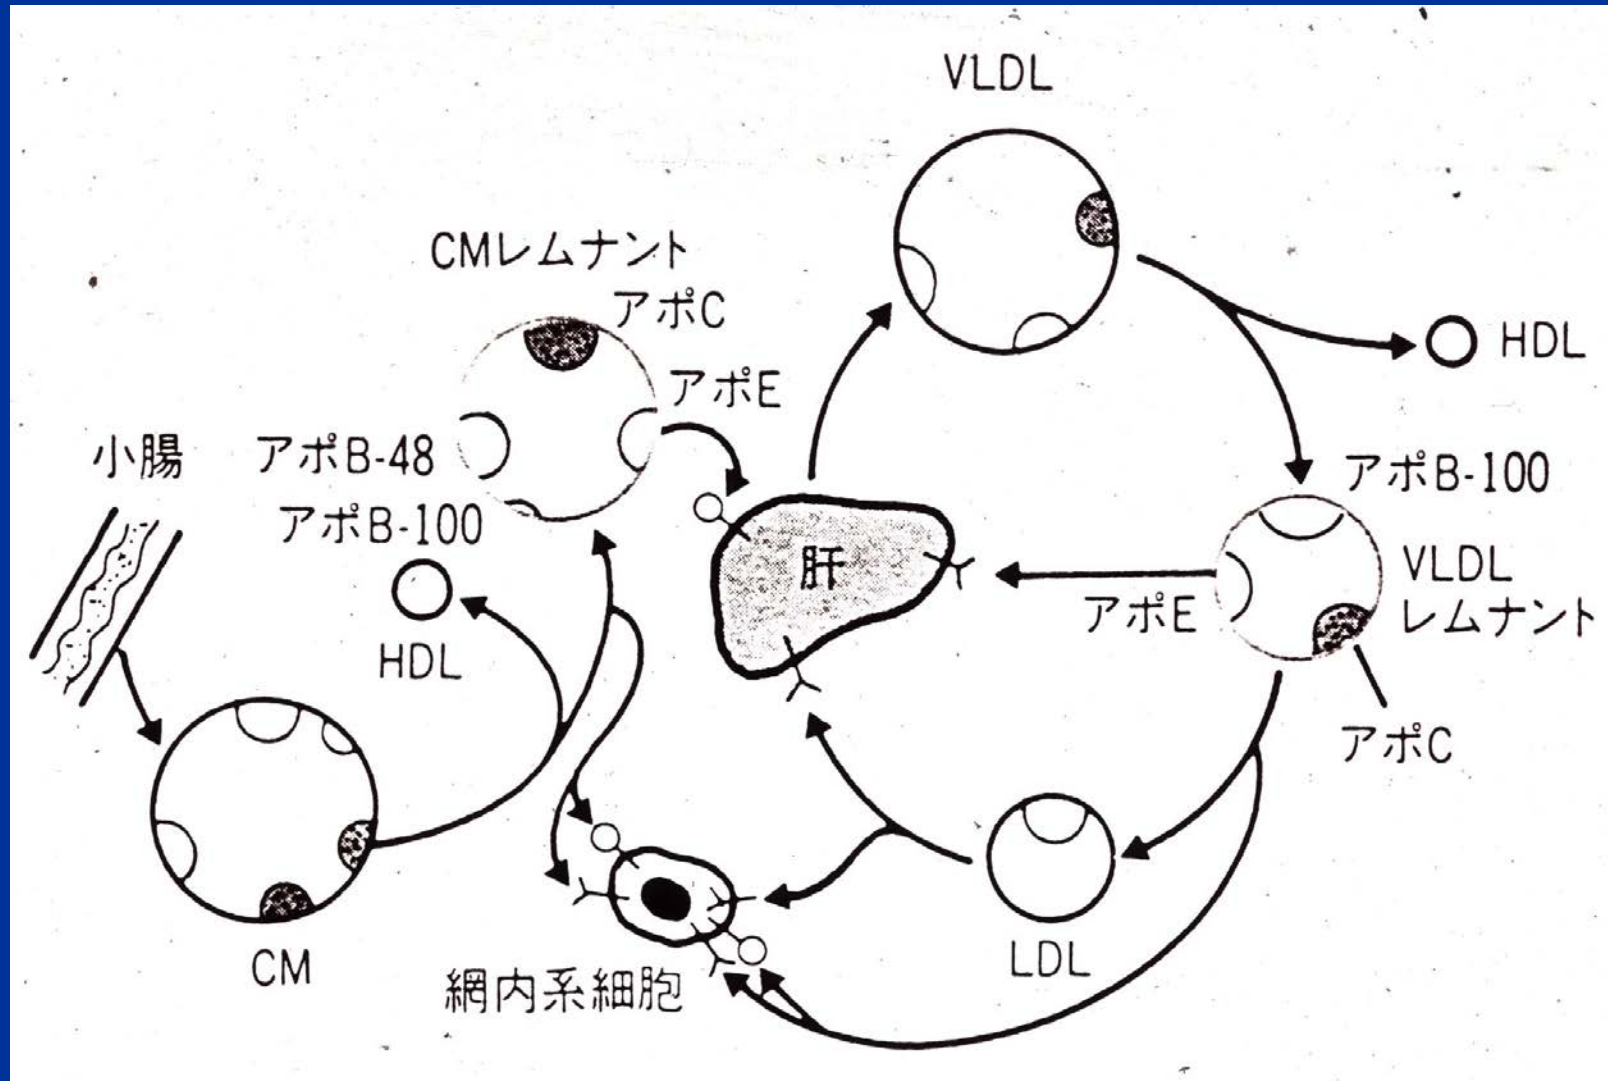 VLDL
CMレムナント
アポC
アポE
HDL
小腸
アポB-48
アポB-100
アポB-100
肝
VLDL
レムナント
アポE
HDL
アポC
CM
LDL
網内系細胞